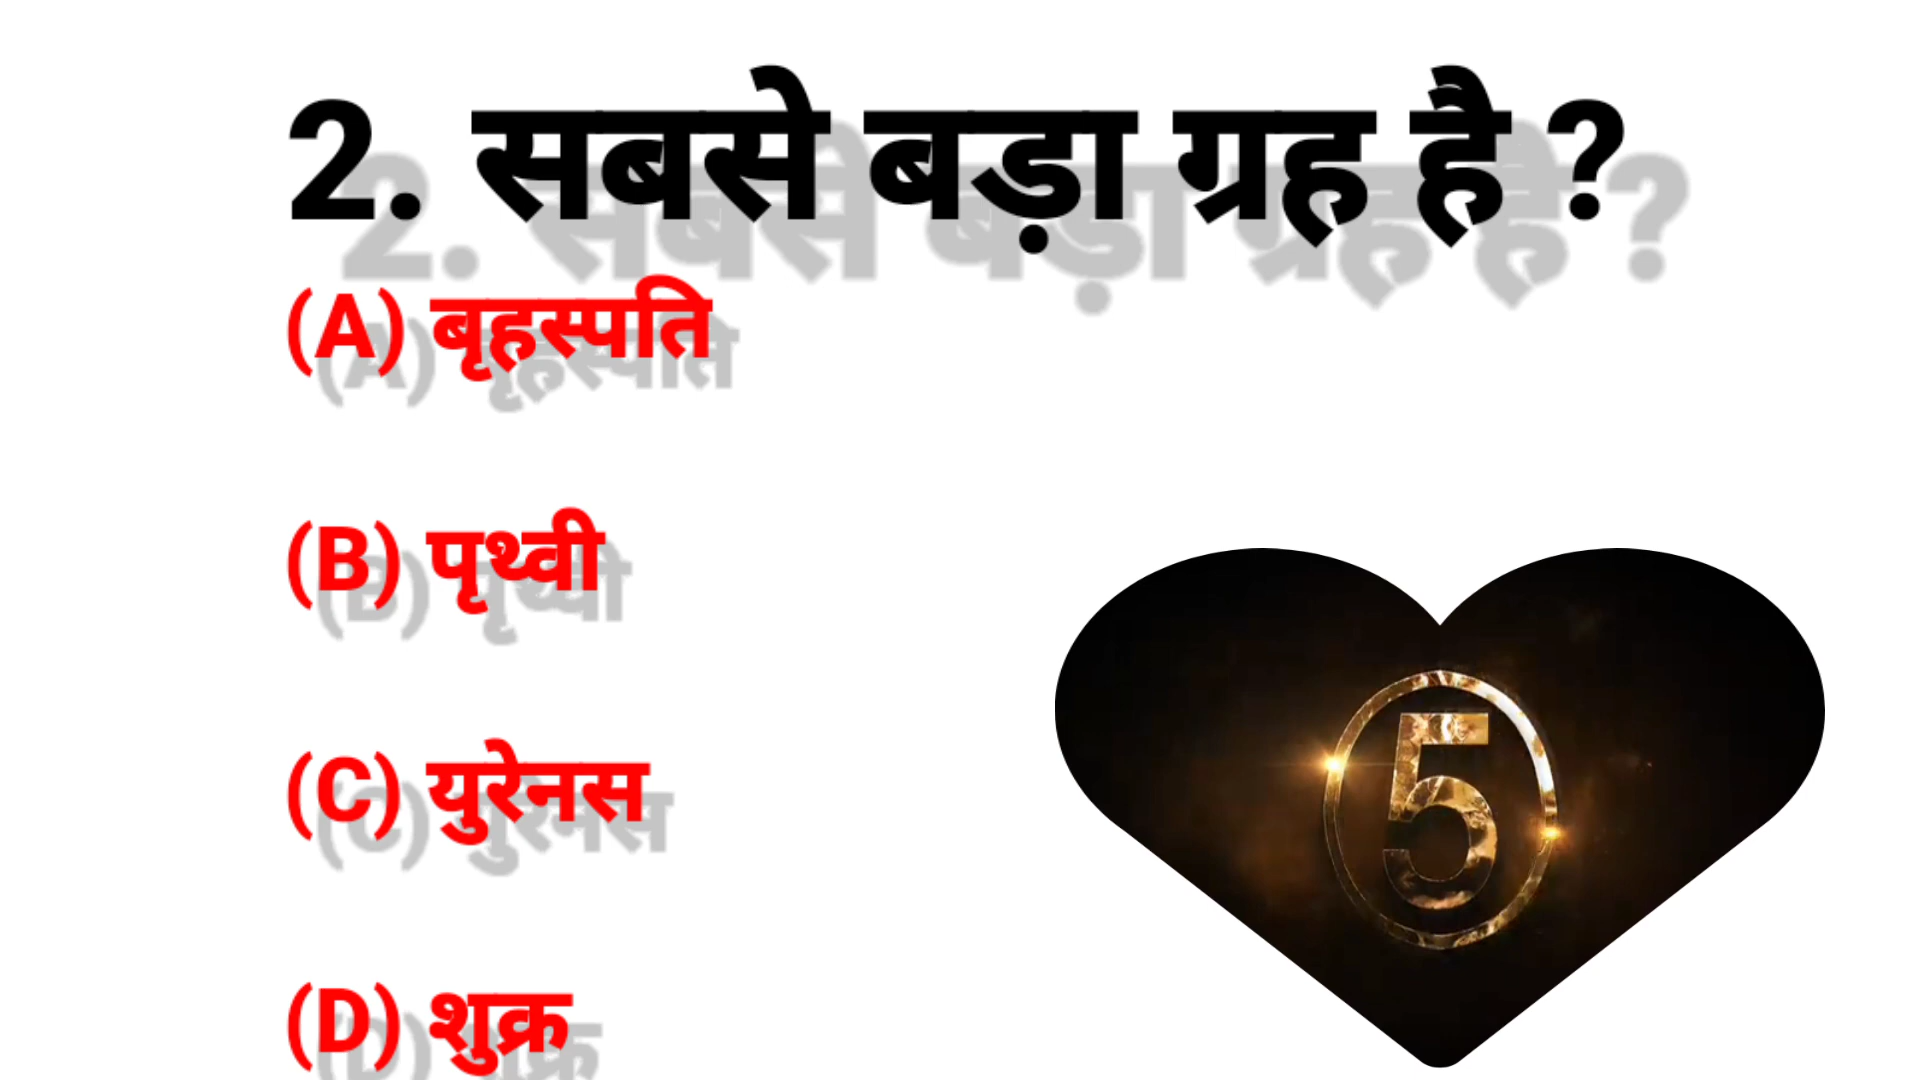 2. सबसे बड़ा ग्रह है ?
(A) बृहस्पति
(B) पृथ्वी
(C) युरेनस
5
(D) शुक्र